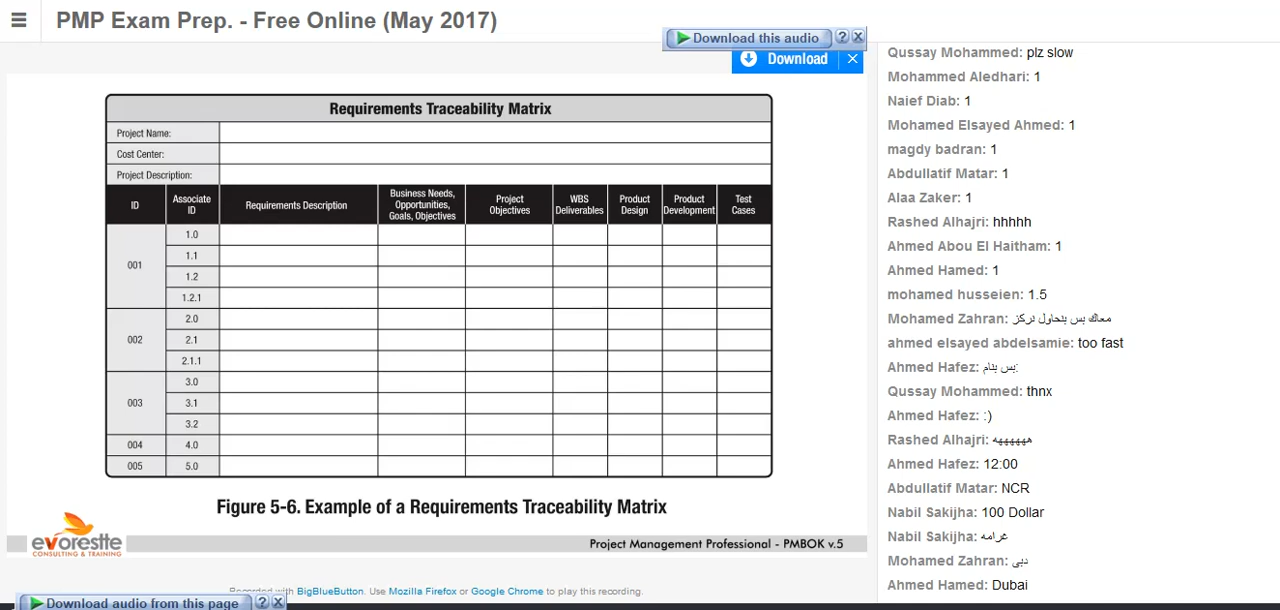 PMP Exam Prep. - Free Online (May 2017)
Download this audio
Download
Requirements Traceability Matrix
Project Name:
Cost Center:
Project Description:
ID
Associate ID
Requirements Description
Business Needs, Opportunities, Goals, Objectives
Project Objectives
WBS Deliverables
Product Design
Product Development
Test Cases
001
1.0
1.1
1.2
1.2.1
002
2.0
2.1
2.1.1
003
3.0
3.1
3.2
004
4.0
005
5.0
Figure 5-6. Example of a Requirements Traceability Matrix
evorestte
CONSULTING & TRAINING
Project Management Professional - PMBOK v.5
Recorded with BigBlueButton. Use Mozilla Firefox or Google Chrome to play this recording.
Download audio from this page
Qussay Mohammed: plz slow
Mohammed Aledhari: 1
Naief Diab: 1
Mohamed Elsayed Ahmed: 1
magdy badran: 1
Abdullatif Matar: 1
Alaa Zaker: 1
Rashed Alhajri: hhhhh
Ahmed Abou El Haitham: 1
Ahmed Hamed: 1
mohamed husseien: 1.5
Mohamed Zahran: معاك بس بنحاول نركز
ahmed elsayed abdelsamie: too fast
Ahmed Hafez: بس بنام:
Qussay Mohammed: thnx
Ahmed Hafez: :)
Rashed Alhajri: هههههه
Ahmed Hafez: 12:00
Abdullatif Matar: NCR
Nabil Sakijha: 100 Dollar
Nabil Sakijha: غرامه
Mohamed Zahran: دبى
Ahmed Hamed: Dubai